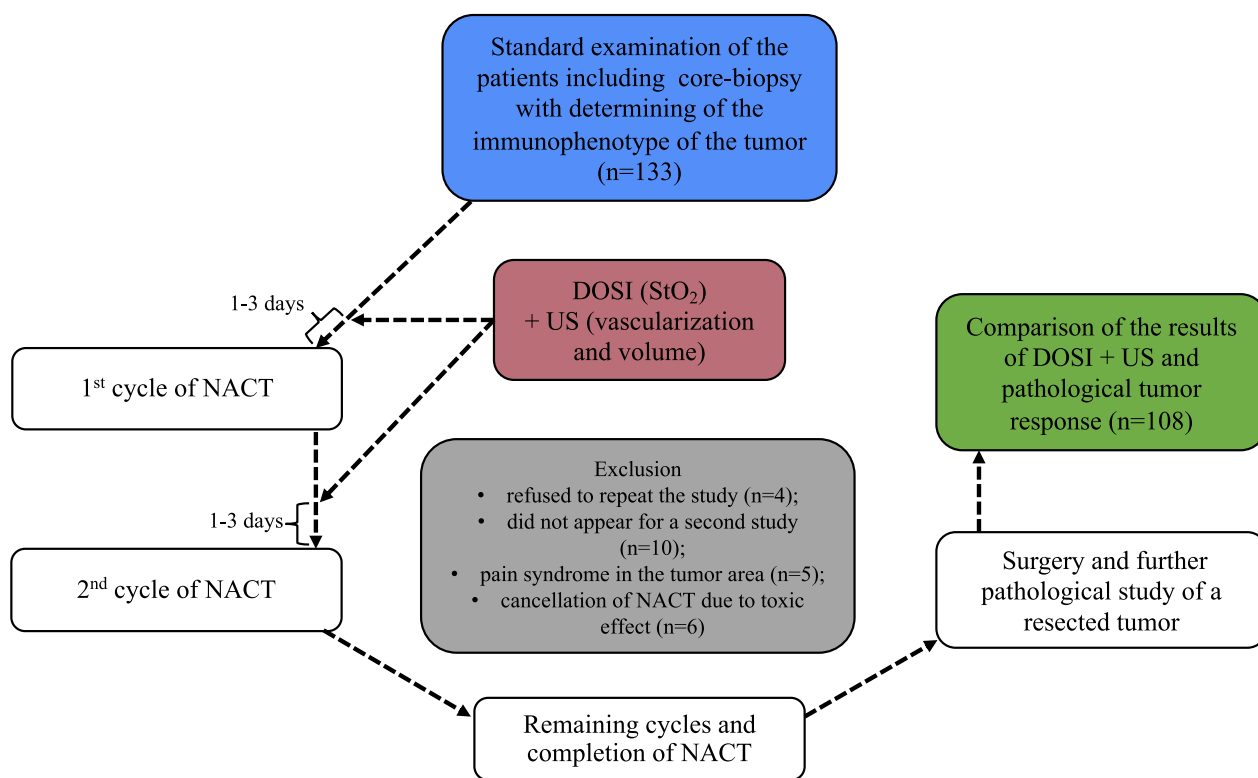 Standard examination of the
patients including core-biopsy
with determining of the
immunophenotype of the tumor
(n=133)
1-3 days
DOSI (StO₂)
+ US (vascularization
and volume)
1st cycle of NACT
Comparison of the results
of DOSI + US and
pathological tumor
response (n=108)
Exclusion
• refused to repeat the study (n=4);
• did not appear for a second study
(n=10);
• pain syndrome in the tumor area (n=5);
• cancellation of NACT due to toxic
effect (n=6)
1-3 days
2nd cycle of NACT
Surgery and further
pathological study of a
resected tumor
Remaining cycles and
completion of NACT